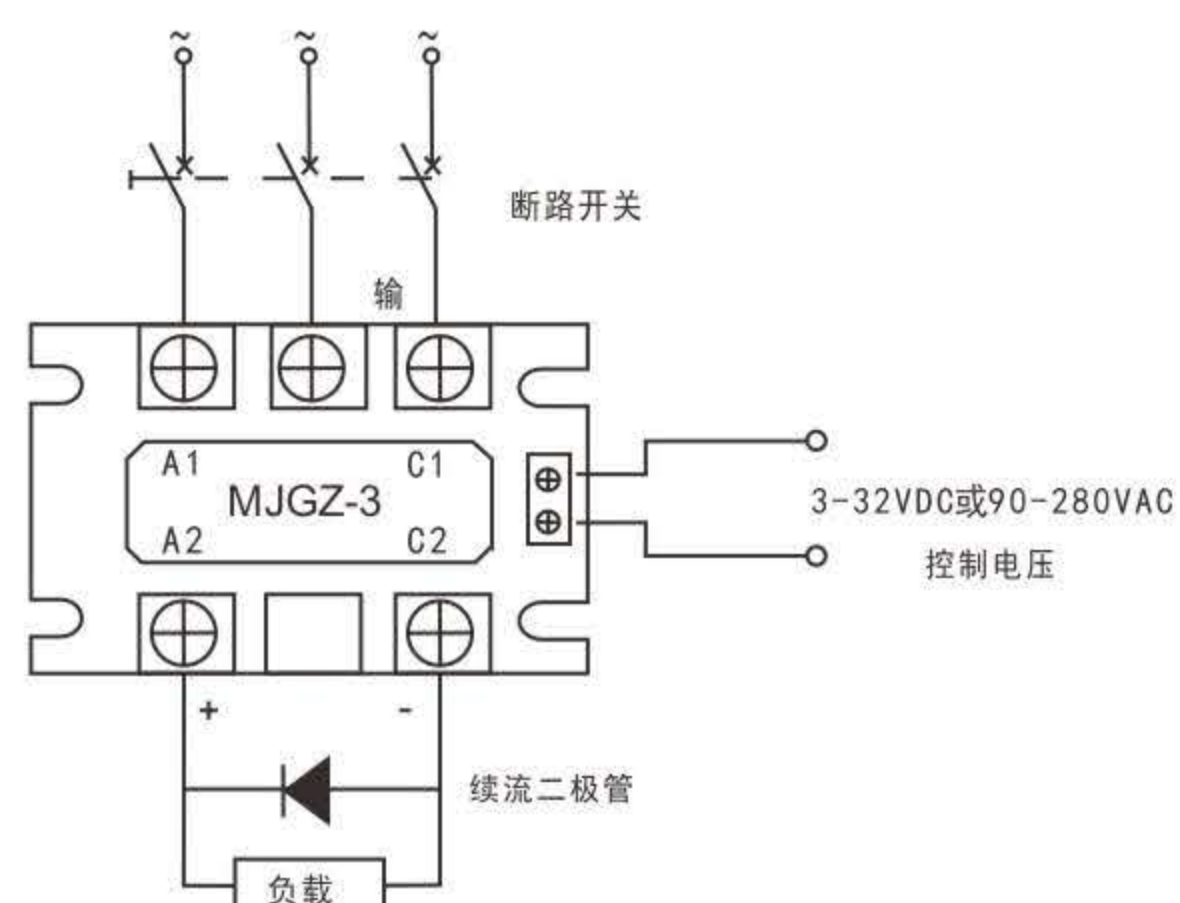 ~ ~ ~
断路开关
输
A1 C1
MJGZ-3
A2 C2
3-32VDC或90-280VAC
控制电压
+ -
续流二极管
负载